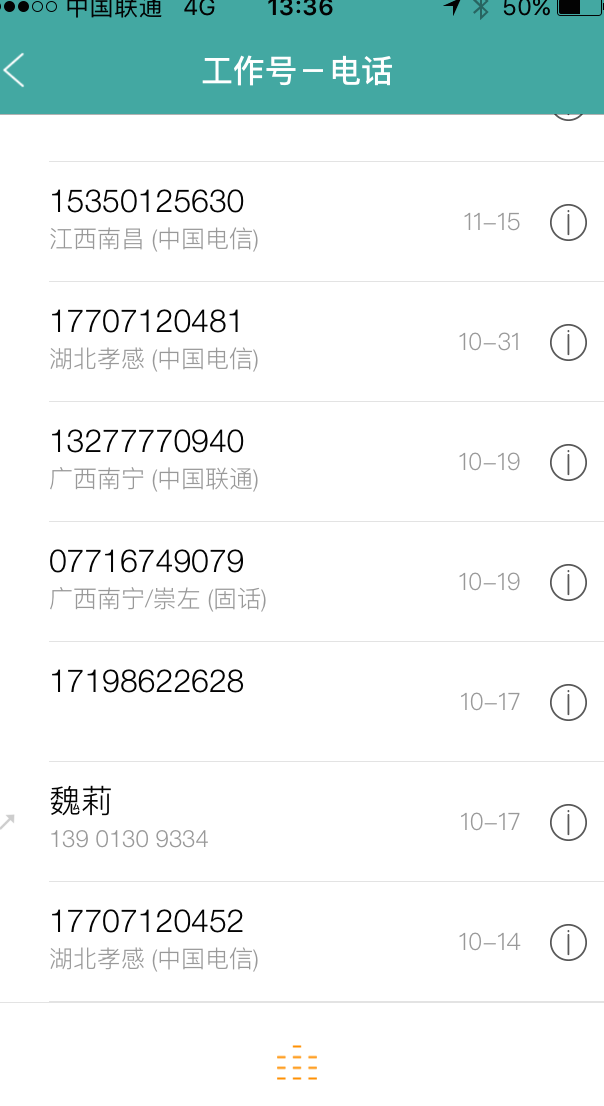 中国联通 4G 13:36 50%
工作号－电话
15350125630
江西南昌 (中国电信)
11-15
17707120481
湖北孝感 (中国电信)
10-31
13277770940
广西南宁 (中国联通)
10-19
07716749079
广西南宁/崇左 (固话)
10-19
17198622628
10-17
魏莉
139 0130 9334
10-17
17707120452
湖北孝感 (中国电信)
10-14